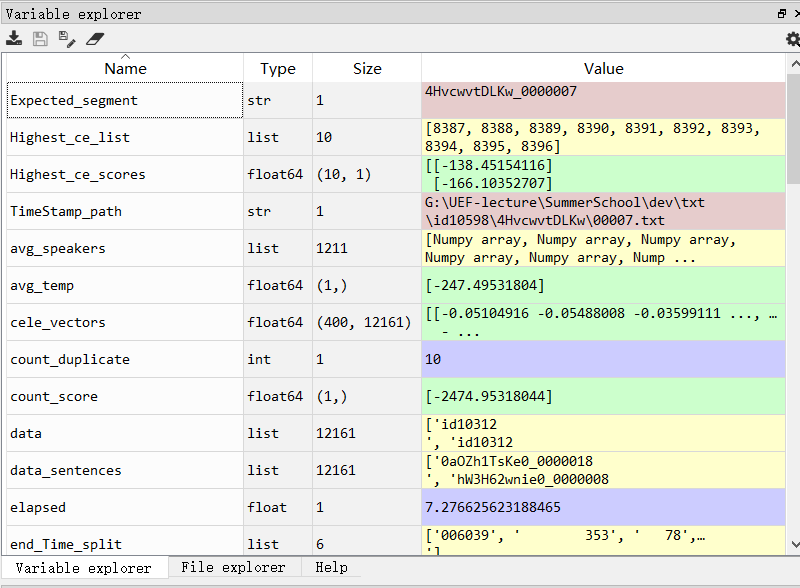 Variable explorer
Name Type Size Value
Expected_segment str 1 4HvcwvtDLKw_0000007
Highest_ce_list list 10 [8387, 8388, 8389, 8390, 8391, 8392, 8393,
8394, 8395, 8396]
Highest_ce_scores float64 (10, 1) [[-138.45154116]
[-166.10352707]
TimeStamp_path str 1 G:\UEF-lecture\SummerSchool\dev\txt
\id10598\4HvcwvtDLKw\00007.txt
avg_speakers list 1211 [Numpy array, Numpy array, Numpy array,
Numpy array, Numpy array, Nump ...
avg_temp float64 (1,) [-247.49531804]
cele_vectors float64 (400, 12161) [[-0.05104916 -0.05488008 -0.03599111 ..., …
- ...
count_duplicate int 1 10
count_score float64 (1,) [-2474.95318044]
data list 12161 ['id10312
', 'id10312
data_sentences list 12161 ['0aOZh1TsKe0_0000018
', 'hW3H62wnie0_0000008
elapsed float 1 7.276625623188465
end_Time_split list 6 ['006039', ' 353', ' 78',…
']
Variable explorer File explorer Help